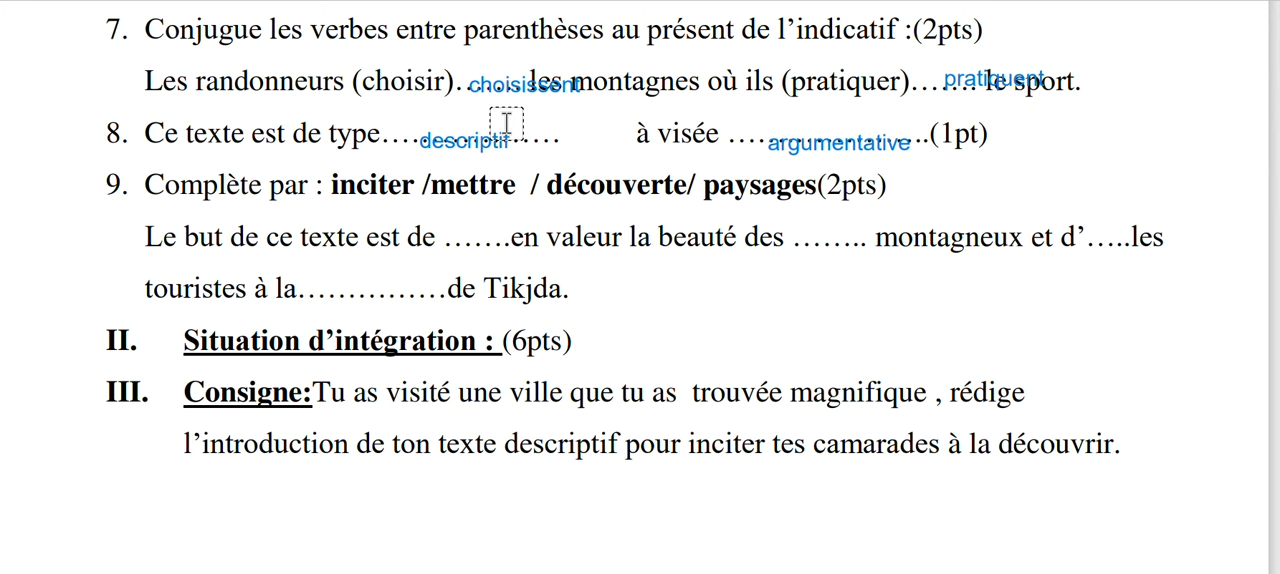 7. Conjugue les verbes entre parenthèses au présent de l’indicatif :(2pts)
Les randonneurs (choisir)……choisissent les montagnes où ils (pratiquer)……pratiquent le sport.
8. Ce texte est de type……descriptif…… à visée ……argumentative……(1pt)
9. Complète par : inciter /mettre / découverte/ paysages(2pts)
Le but de ce texte est de …….en valeur la beauté des …….. montagneux et d’…..les
touristes à la……………de Tikjda.
II. Situation d’intégration : (6pts)
III. Consigne:Tu as visité une ville que tu as trouvée magnifique , rédige
l’introduction de ton texte descriptif pour inciter tes camarades à la découvrir.